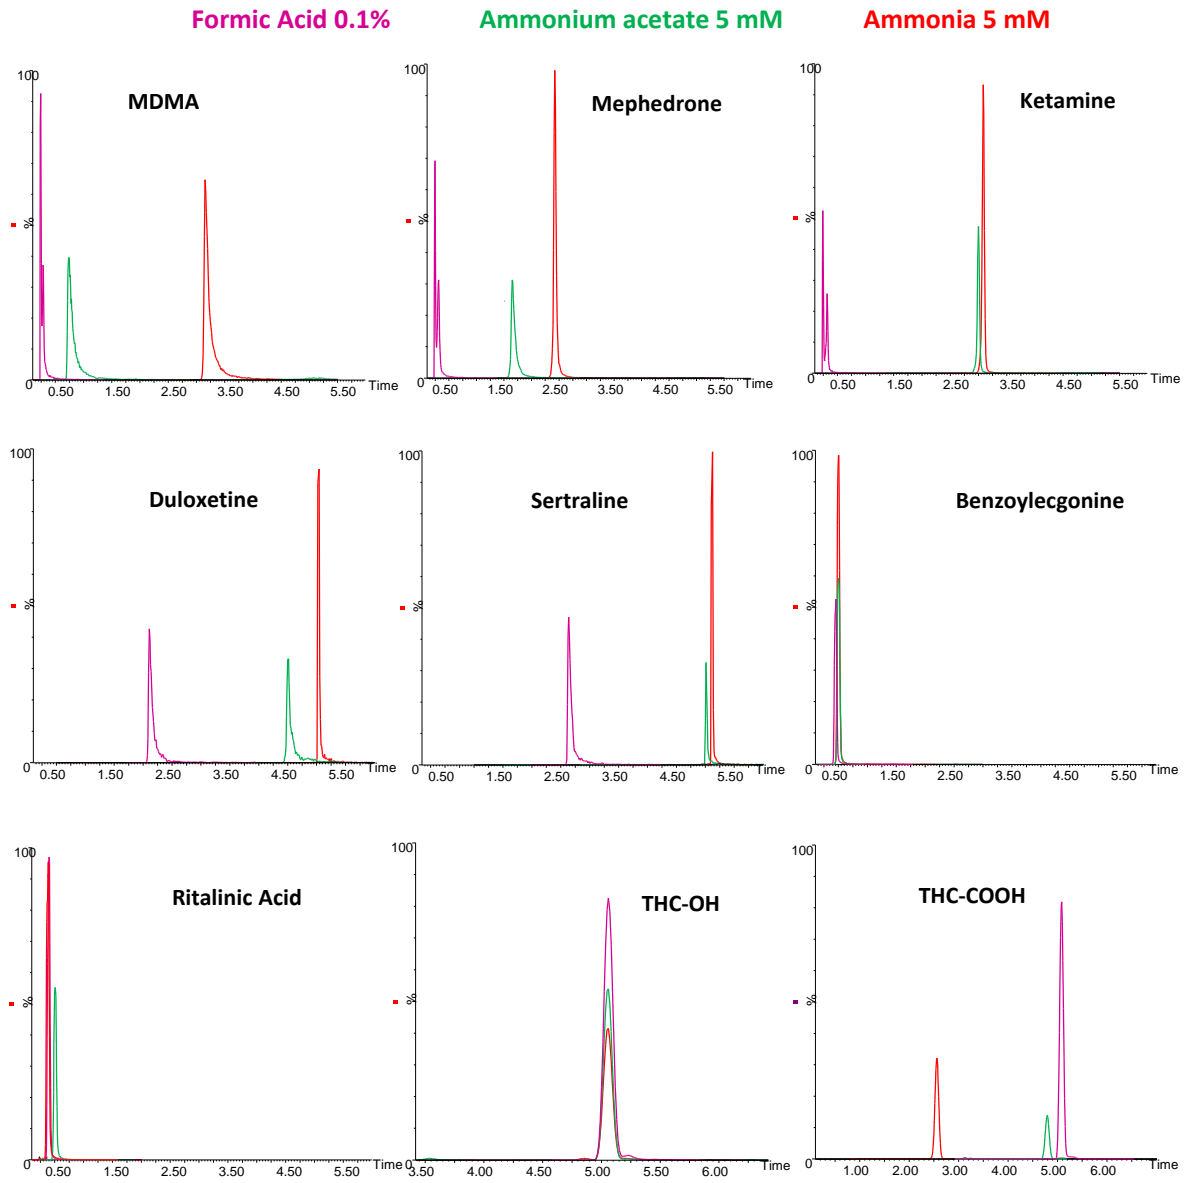 Formic Acid 0.1% Ammonium acetate 5 mM Ammonia 5 mM
100 MDMA
%
0 0.50 1.50 2.50 3.50 4.50 5.50 Time
100 Mephedrone
%
0 0.50 1.50 2.50 3.50 4.50 5.50 Time
100 Ketamine
%
0 0.50 1.50 2.50 3.50 4.50 5.50 Time
100 Duloxetine
%
0 0.50 1.50 2.50 3.50 4.50 5.50 Time
100 Sertraline
%
0 0.50 1.50 2.50 3.50 4.50 5.50 Time
100 Benzoylecgonine
%
0 0.50 1.50 2.50 3.50 4.50 5.50 Time
100 Ritalinic Acid
%
0 0.50 1.50 2.50 3.50 4.50 5.50 Time
100 THC-OH
%
0 3.50 4.00 4.50 5.00 5.50 6.00 Time
100 THC-COOH
%
0 1.00 2.00 3.00 4.00 5.00 6.00 Time